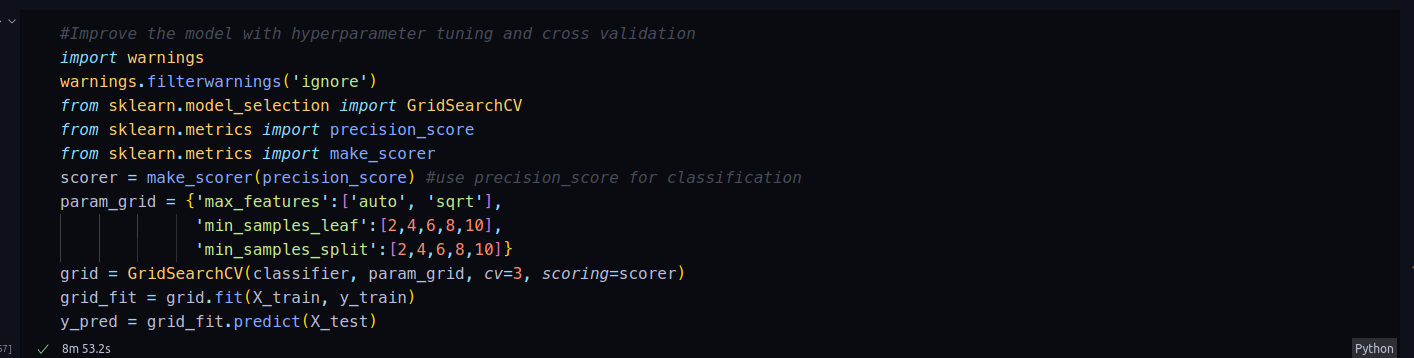 #Improve the model with hyperparameter tuning and cross validation
import warnings
warnings.filterwarnings('ignore')
from sklearn.model_selection import GridSearchCV
from sklearn.metrics import precision_score
from sklearn.metrics import make_scorer
scorer = make_scorer(precision_score) #use precision_score for classification
param_grid = {'max_features':['auto', 'sqrt'],
              'min_samples_leaf':[2,4,6,8,10],
              'min_samples_split':[2,4,6,8,10]}
grid = GridSearchCV(classifier, param_grid, cv=3, scoring=scorer)
grid_fit = grid.fit(X_train, y_train)
y_pred = grid_fit.predict(X_test)
8m 53.2s Python